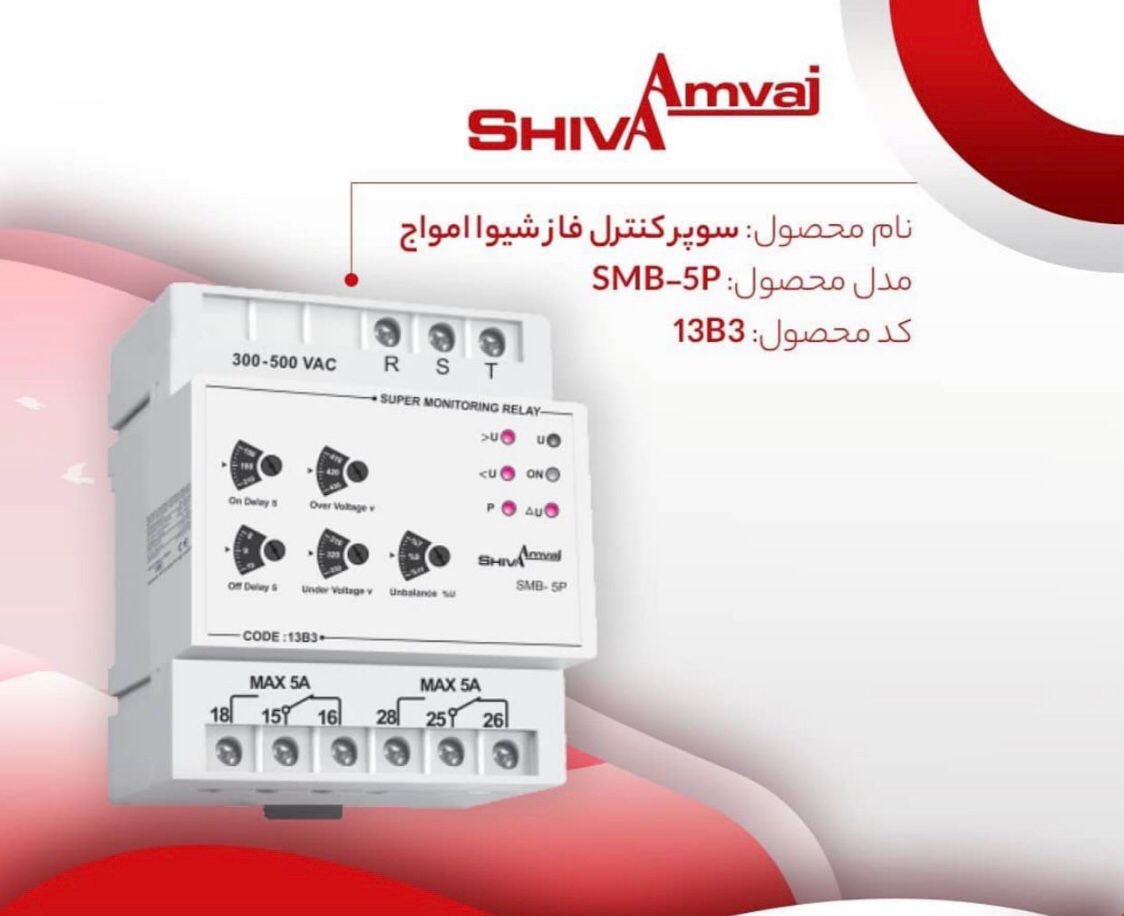 SHIVA Amvaj
نام محصول: سوپر کنترل فاز شیوا امواج
مدل محصول: SMB-5P
کد محصول: 13B3
300-500 VAC
R S T
SUPER MONITORING RELAY
>U U
<U ON
P ΔU
On Delay S
Over Voltage v
Off Delay S
Under Voltage v
Unbalance %U
SHIVA Amvaj
SMB- 5P
CODE :13B3
MAX 5A MAX 5A
18 15 16 28 25 26